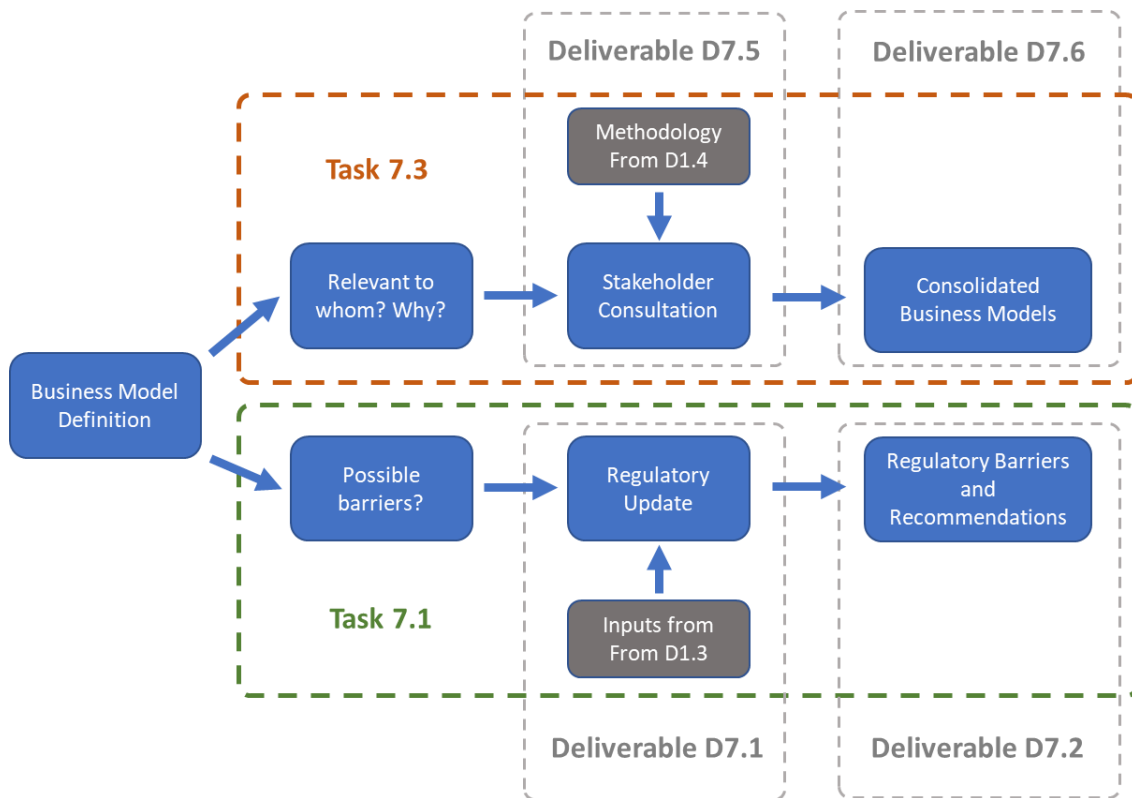 Deliverable D7.5
Deliverable D7.6
Task 7.3
Methodology
From D1.4
Relevant to
whom? Why?
Stakeholder
Consultation
Consolidated
Business Models
Business Model
Definition
Possible
barriers?
Regulatory
Update
Regulatory Barriers
and
Recommendations
Task 7.1
Inputs from
From D1.3
Deliverable D7.1
Deliverable D7.2